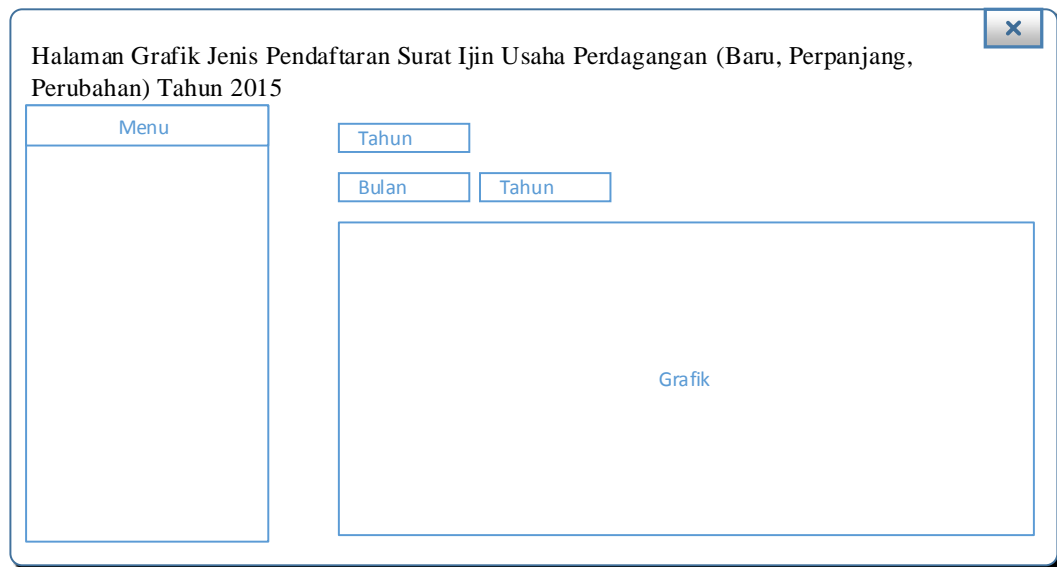 Halaman Grafik Jenis Pendaftaran Surat Ijin Usaha Perdagangan (Baru, Perpanjang,
Perubahan) Tahun 2015
Menu
Tahun
Bulan
Tahun
Grafik